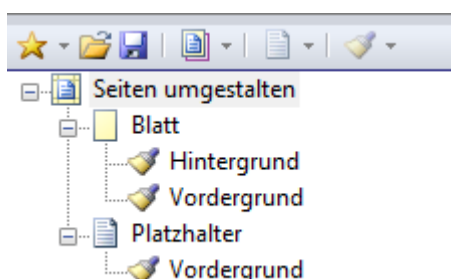 Seiten umgestalten
Blatt
Hintergrund
Vordergrund
Platzhalter
Vordergrund